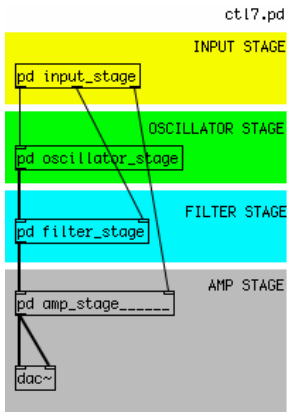 ctl7.pd
INPUT STAGE
pd input_stage
OSCILLATOR STAGE
pd oscillator_stage
FILTER STAGE
pd filter_stage
AMP STAGE
pd amp_stage______
dac~